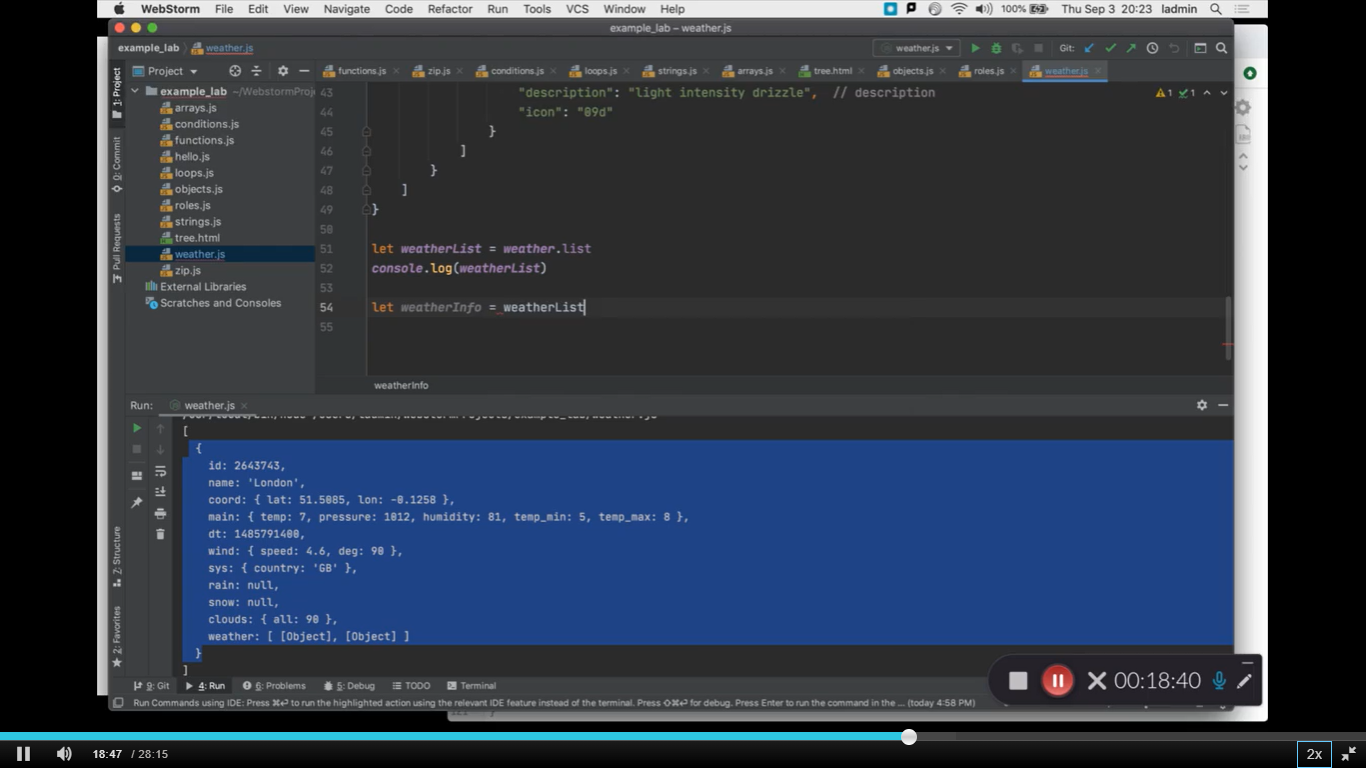 WebStorm File Edit View Navigate Code Refactor Run Tools VCS Window Help 100% Thu Sep 3 20:23 ladmin
example_lab – weather.js
example_lab weather.js weather.js Git:
Project functions.js zip.js conditions.js loops.js strings.js arrays.js tree.html objects.js roles.js weather.js
1: Project
0: Commit
Pull Requests
example_lab ~/WebstormProj
arrays.js
conditions.js
functions.js
hello.js
loops.js
objects.js
roles.js
strings.js
tree.html
weather.js
zip.js
External Libraries
Scratches and Consoles
43 "description": "light intensity drizzle", // description
44 "icon": "09d"
45 }
46 ]
47 }
48 ]
49 }
50
51 let weatherList = weather.list
52 console.log(weatherList)
53
54 let weatherInfo = weatherList
55
1 1
weatherInfo
Run: weather.js
[
{
id: 2643743,
name: 'London',
coord: { lat: 51.5085, lon: -0.1258 },
main: { temp: 7, pressure: 1012, humidity: 81, temp_min: 5, temp_max: 8 },
dt: 1485791400,
wind: { speed: 4.6, deg: 90 },
sys: { country: 'GB' },
rain: null,
snow: null,
clouds: { all: 90 },
weather: [ [Object], [Object] ]
}
]
7: Structure
2: Favorites
9: Git 4: Run 6: Problems 5: Debug TODO Terminal
Run Commands using IDE: Press ⌘↩ to run the highlighted action using the relevant IDE feature instead of the terminal. Press ⇧⌘↩ for debug. Press Enter to run the command in the ... (today 4:58 PM)
00:18:40
18:47 / 28:15 2x